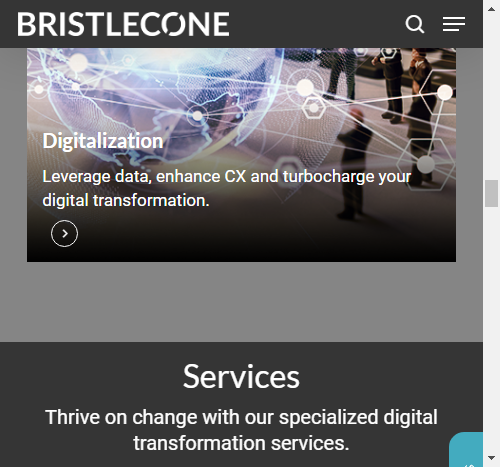 BRISTLECONE
Digitalization
Leverage data, enhance CX and turbocharge your
digital transformation.
Services
Thrive on change with our specialized digital
transformation services.